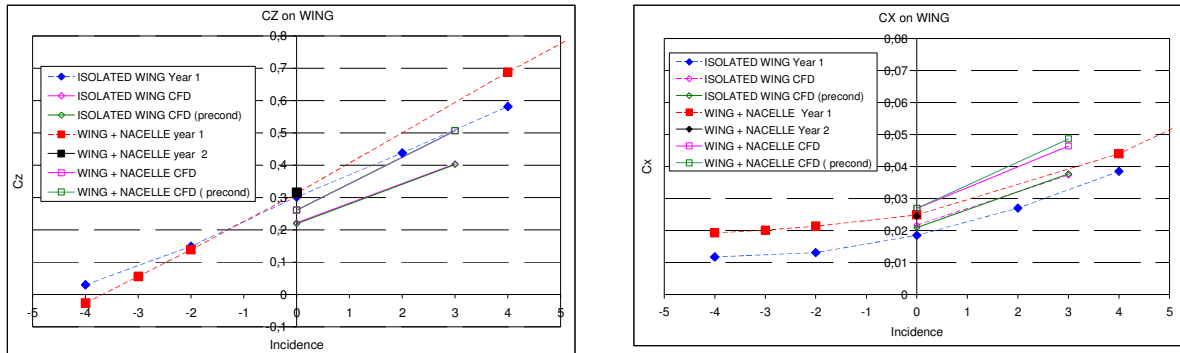 CZ on WING
0,8
0,7
0,6
0,5
0,4
0,3
0,2
0,1
0
-0,1
-5 -4 -3 -2 -1 0 1 2 3 4 5
Incidence
Cz
ISOLATED WING Year 1
ISOLATED WING CFD
ISOLATED WING CFD (precond)
WING + NACELLE year 1
WING + NACELLE year 2
WING + NACELLE CFD
WING + NACELLE CFD ( precond)
CX on WING
0,08
0,07
0,06
0,05
0,04
0,03
0,02
0,01
0
-5 -4 -3 -2 -1 0 1 2 3 4 5
Incidence
Cx
ISOLATED WING Year 1
ISOLATED WING CFD
ISOLATED WING CFD (precond)
WING + NACELLE Year 1
WING + NACELLE Year 2
WING + NACELLE CFD
WING + NACELLE CFD ( precond)